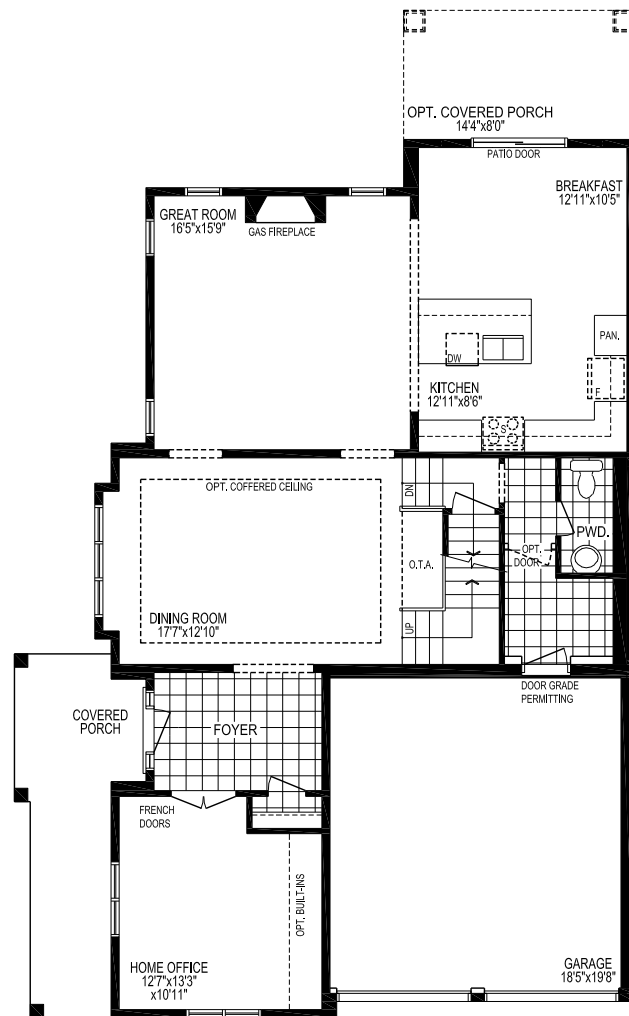 OPT. COVERED PORCH
14'4"x8'0"
PATIO DOOR
BREAKFAST
12'11"x10'5"
GREAT ROOM
16'5"x15'9"
GAS FIREPLACE
PAN.
DW
F
KITCHEN
12'11"x8'6"
S
OPT. COFFERED CEILING
DN
PWD.
OPT.
DOOR
O.T.A.
DINING ROOM
17'7"x12'10"
UP
DOOR GRADE
PERMITTING
COVERED
PORCH
FOYER
FRENCH
DOORS
OPT. BUILT-INS
HOME OFFICE
12'7"x13'3"
x10'11"
GARAGE
18'5"x19'8"